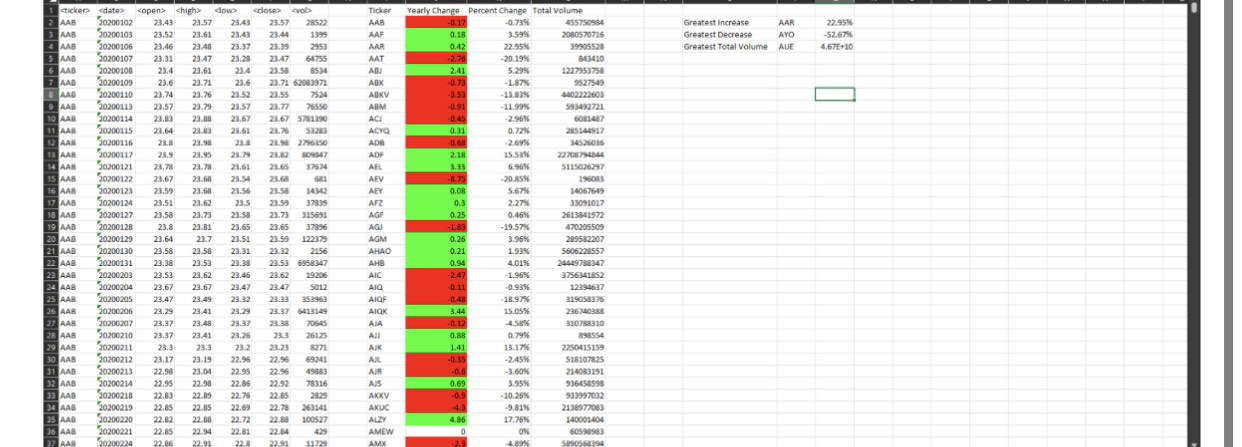 1 <ticker> <date> <open> <high> <low> <close> <vol> Ticker Yearly Change Percent Change Total Volume
2 AAB 20200102 23.43 23.57 23.43 23.57 28522 AAB -0.17 -0.73% 455750984 Greatest Increase AAR 22.95%
3 AAB 20200103 23.52 23.61 23.43 23.44 1399 AAF 0.18 3.59% 2080570716 Greatest Decrease AYO -52.67%
4 AAB 20200106 23.46 23.48 23.37 23.39 2953 AAR 0.42 22.95% 39905528 Greatest Total Volume AUE 4.67E+10
5 AAB 20200107 23.31 23.47 23.28 23.47 64755 AAT -2.76 -20.19% 843410
6 AAB 20200108 23.4 23.61 23.4 23.58 8534 ABJ 2.41 5.29% 1227953758
7 AAB 20200109 23.6 23.71 23.6 23.71 62083971 ABK -0.73 -1.87% 9527549
8 AAB 20200110 23.74 23.76 23.52 23.55 7524 ABKV -3.53 -13.83% 4402222603
9 AAB 20200113 23.57 23.79 23.57 23.77 76550 ABM -0.91 -11.99% 593492721
10 AAB 20200114 23.83 23.88 23.67 23.67 5781390 ACJ -0.45 -2.96% 6081487
11 AAB 20200115 23.64 23.83 23.61 23.76 53283 ACYQ 0.31 0.72% 285144917
12 AAB 20200116 23.8 23.98 23.8 23.98 2796350 ADB -0.68 -2.69% 34526036
13 AAB 20200117 23.9 23.95 23.79 23.82 809847 ADF 2.18 15.53% 22708794844
14 AAB 20200121 23.78 23.78 23.61 23.65 37674 AEL 3.33 6.96% 5115026297
15 AAB 20200122 23.67 23.68 23.54 23.68 681 AEV -8.75 -20.85% 196083
16 AAB 20200123 23.59 23.68 23.56 23.58 14342 AEY 0.08 5.67% 14067649
17 AAB 20200124 23.51 23.62 23.5 23.59 37839 AFZ 0.3 2.27% 33091017
18 AAB 20200127 23.58 23.73 23.58 23.73 315691 AGF 0.25 0.46% 2613841972
19 AAB 20200128 23.8 23.81 23.65 23.65 37896 AGJ -1.83 -19.57% 470205509
20 AAB 20200129 23.64 23.7 23.51 23.59 122379 AGM 0.26 3.96% 289582207
21 AAB 20200130 23.58 23.58 23.31 23.32 2156 AHAO 0.21 1.93% 5606228557
22 AAB 20200131 23.38 23.53 23.38 23.53 6958347 AHB 0.94 4.01% 24449788347
23 AAB 20200203 23.53 23.62 23.46 23.62 19206 AIC -2.47 -1.96% 3756341852
24 AAB 20200204 23.67 23.67 23.47 23.47 5012 AIQ -0.11 -0.93% 12394637
25 AAB 20200205 23.47 23.49 23.32 23.33 353963 AIQF -0.48 -18.97% 319058376
26 AAB 20200206 23.29 23.41 23.29 23.37 6413149 AIQK 3.44 15.05% 236740388
27 AAB 20200207 23.37 23.48 23.37 23.38 70645 AJA -0.12 -4.58% 310788310
28 AAB 20200210 23.37 23.41 23.26 23.3 26125 AJJ 0.88 0.79% 898554
29 AAB 20200211 23.3 23.3 23.2 23.23 8271 AJK 1.41 13.17% 2250415159
30 AAB 20200212 23.17 23.19 22.96 22.96 69241 AJL -0.35 -2.45% 518107825
31 AAB 20200213 22.98 23.04 22.95 22.96 49883 AJR -0.6 -3.60% 214083191
32 AAB 20200214 22.95 22.98 22.86 22.92 78316 AJS 0.69 3.95% 936458598
33 AAB 20200218 22.83 22.89 22.76 22.85 2829 AKKV -0.9 -10.26% 933997032
34 AAB 20200219 22.85 22.85 22.69 22.78 263141 AKUC -4.3 -9.81% 2138977083
35 AAB 20200220 22.82 22.88 22.72 22.88 100527 ALZY 4.86 17.76% 140001404
36 AAB 20200221 22.85 22.94 22.81 22.84 429 AMEW 0 0% 60598983
37 AAB 20200224 22.86 22.91 22.8 22.91 11729 AMX -2.3 -4.89% 5890568394